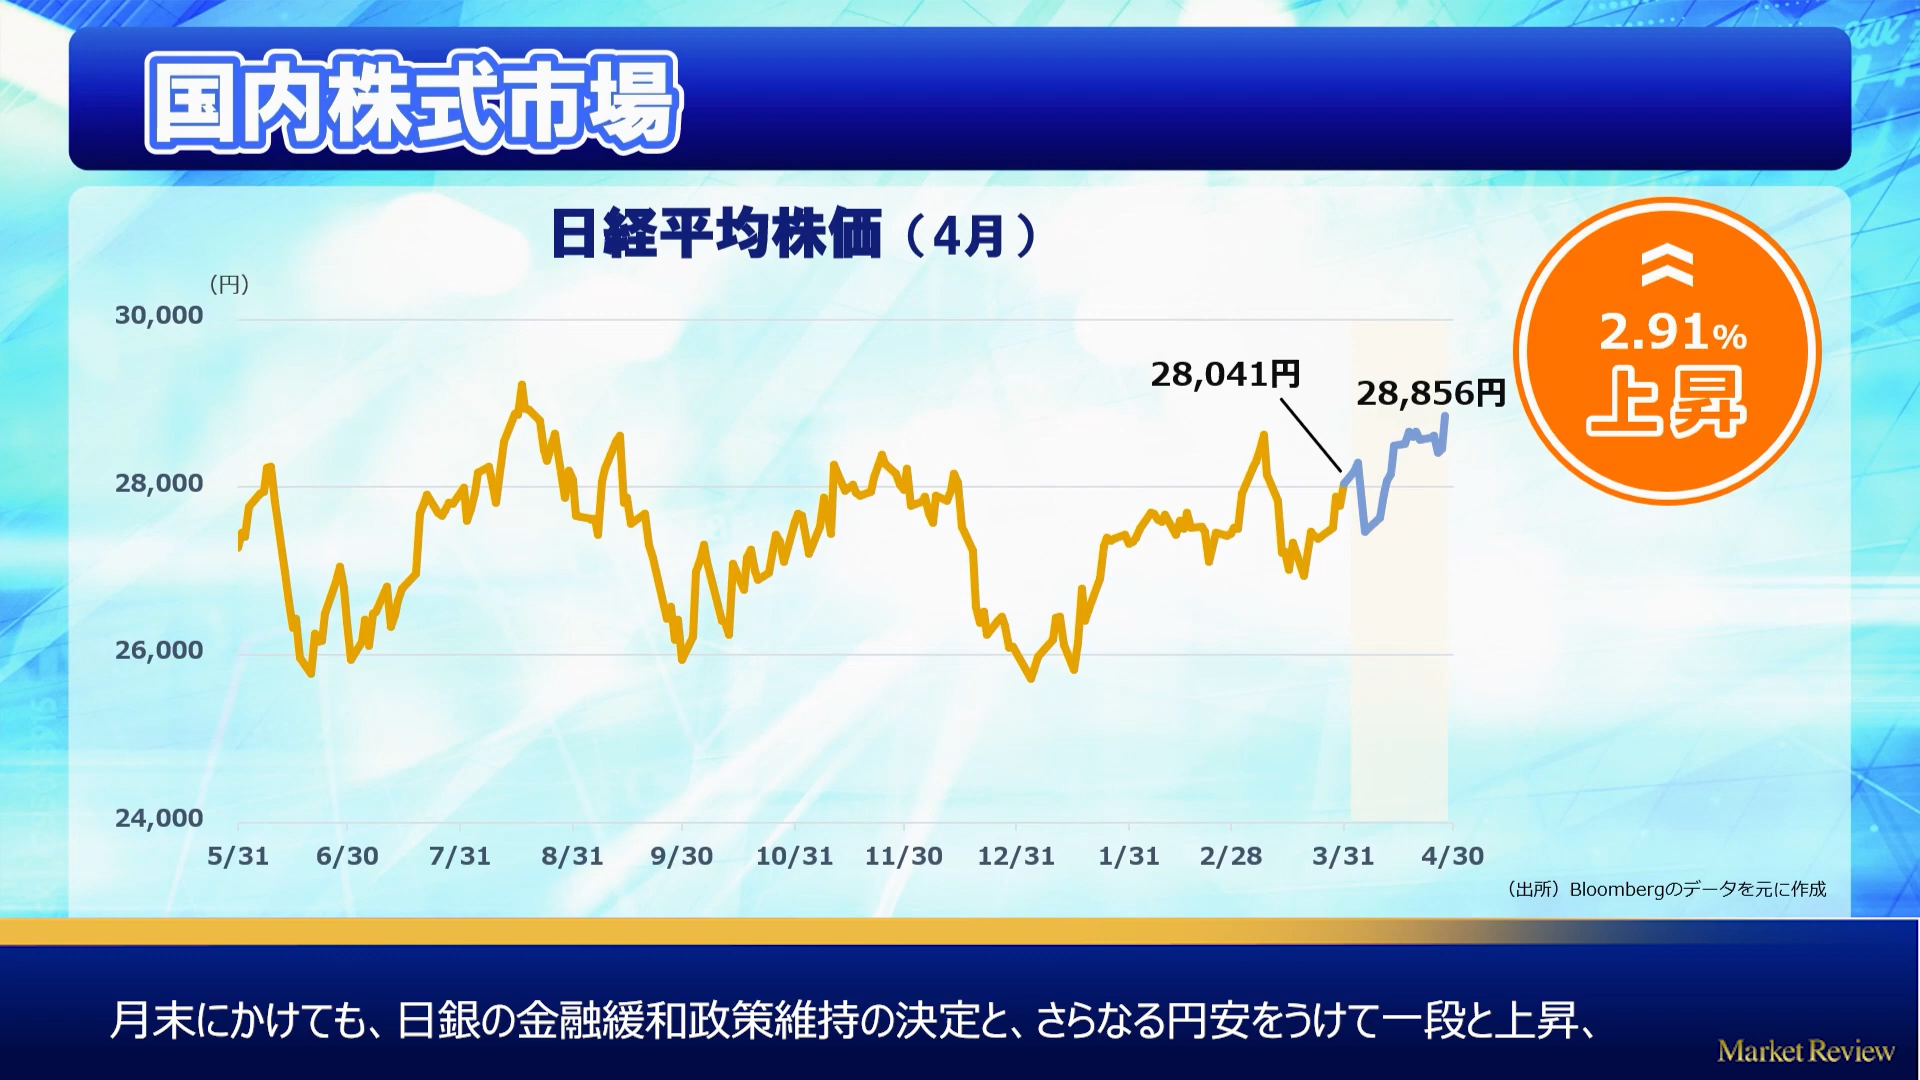 国内株式市場
日経平均株価（4月）
（円）
30,000
28,000
26,000
24,000
28,041円
28,856円
2.91%
上昇
5/31 6/30 7/31 8/31 9/30 10/31 11/30 12/31 1/31 2/28 3/31 4/30
（出所）Bloombergのデータを元に作成
月末にかけても、日銀の金融緩和政策維持の決定と、さらなる円安をうけて一段と上昇、
Market Review